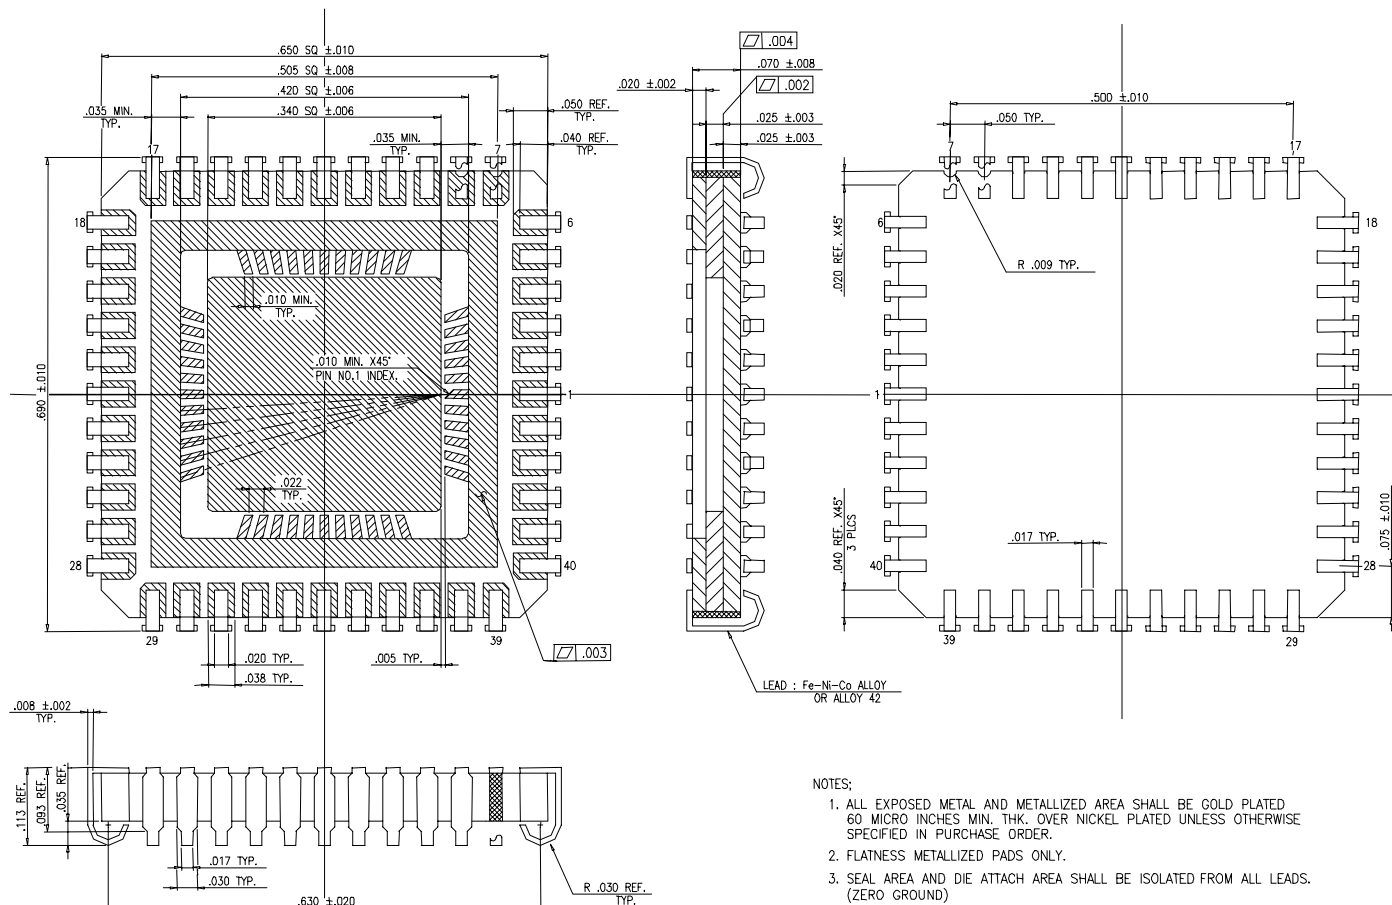 .650 SQ ±.010
.505 SQ ±.008
.420 SQ ±.006
.340 SQ ±.006
.035 MIN.
TYP.
.035 MIN.
TYP.
.050 REF.
TYP.
.040 REF.
TYP.
17
7
18
6
.690 ±.010
.010 MIN.
TYP.
.010 MIN. X45°
PIN NO.1 INDEX.
1
.022
TYP.
28
40
29
39
.020 TYP.
.038 TYP.
.005 TYP.
.003
.004
.070 ±.008
.020 ±.002
.002
.025 ±.003
.025 ±.003
LEAD : Fe-Ni-Co ALLOY
OR ALLOY 42
.500 ±.010
.050 TYP.
7
17
6
18
.020 REF. X45°
R .009 TYP.
1
.040 REF. X45°
3 PLCS
.017 TYP.
.075 ±.010
40
28
39
29
.008 ±.002
TYP.
.113 REF.
.093 REF.
.035 REF.
.017 TYP.
.030 TYP.
R .030 REF.
TYP.
.630 ±.020
NOTES;
1. ALL EXPOSED METAL AND METALLIZED AREA SHALL BE GOLD PLATED
60 MICRO INCHES MIN. THK. OVER NICKEL PLATED UNLESS OTHERWISE
SPECIFIED IN PURCHASE ORDER.
2. FLATNESS METALLIZED PADS ONLY.
3. SEAL AREA AND DIE ATTACH AREA SHALL BE ISOLATED FROM ALL LEADS.
(ZERO GROUND)